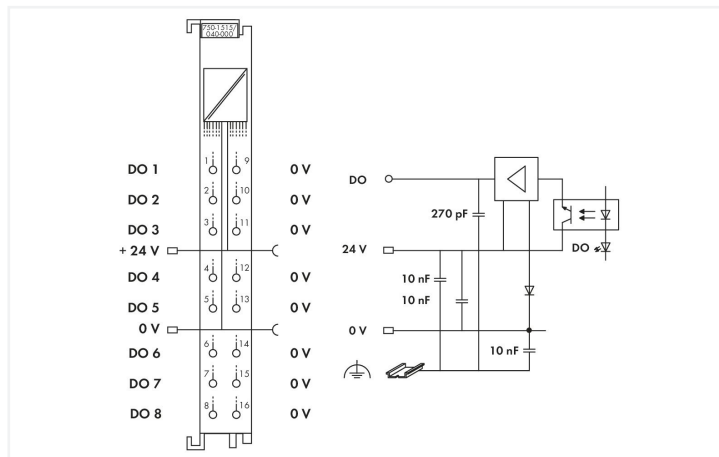 750-1515/
040-000
DO 1 1 9 0 V
DO 2 2 10 0 V
DO 3 3 11 0 V
+ 24 V
DO 4 4 12 0 V
DO 5 5 13 0 V
0 V
DO 6 6 14 0 V
DO 7 7 15 0 V
DO 8 8 16 0 V
DO
270 pF
24 V
DO
10 nF
10 nF
0 V
10 nF